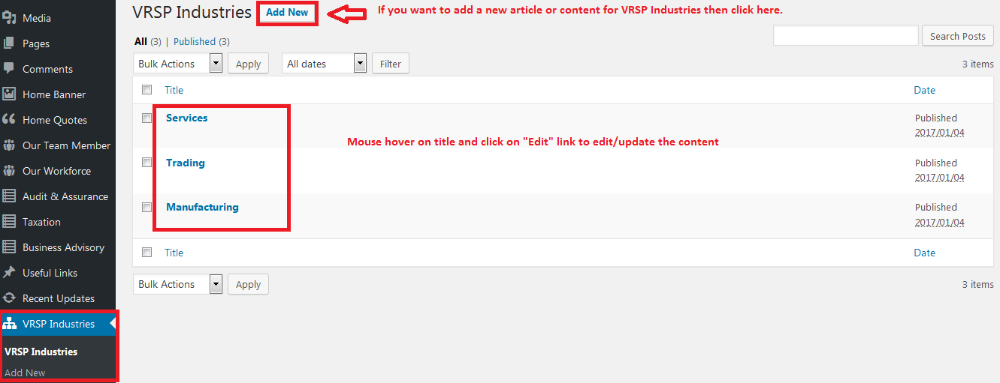 Media
Pages
Comments
Home Banner
Home Quotes
Our Team Member
Our Workforce
Audit & Assurance
Taxation
Business Advisory
Useful Links
Recent Updates
VRSP Industries
VRSP Industries
Add New
VRSP Industries Add New If you want to add a new article or content for VRSP Industries then click here.
All (3) | Published (3)
Search Posts
Bulk Actions Apply All dates Filter 3 items
Title Date
Services Published
2017/01/04
Mouse hover on title and click on "Edit" link to edit/update the content
Trading Published
2017/01/04
Manufacturing Published
2017/01/04
Title Date
Bulk Actions Apply 3 items